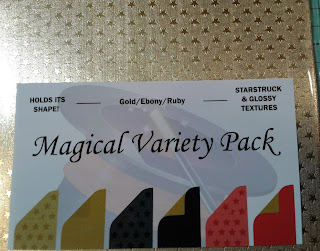 HOLDS ITS
SHAPE!
Gold/Ebony/Ruby
STARSTRUCK
& GLOSSY
TEXTURES
Magical Variety Pack